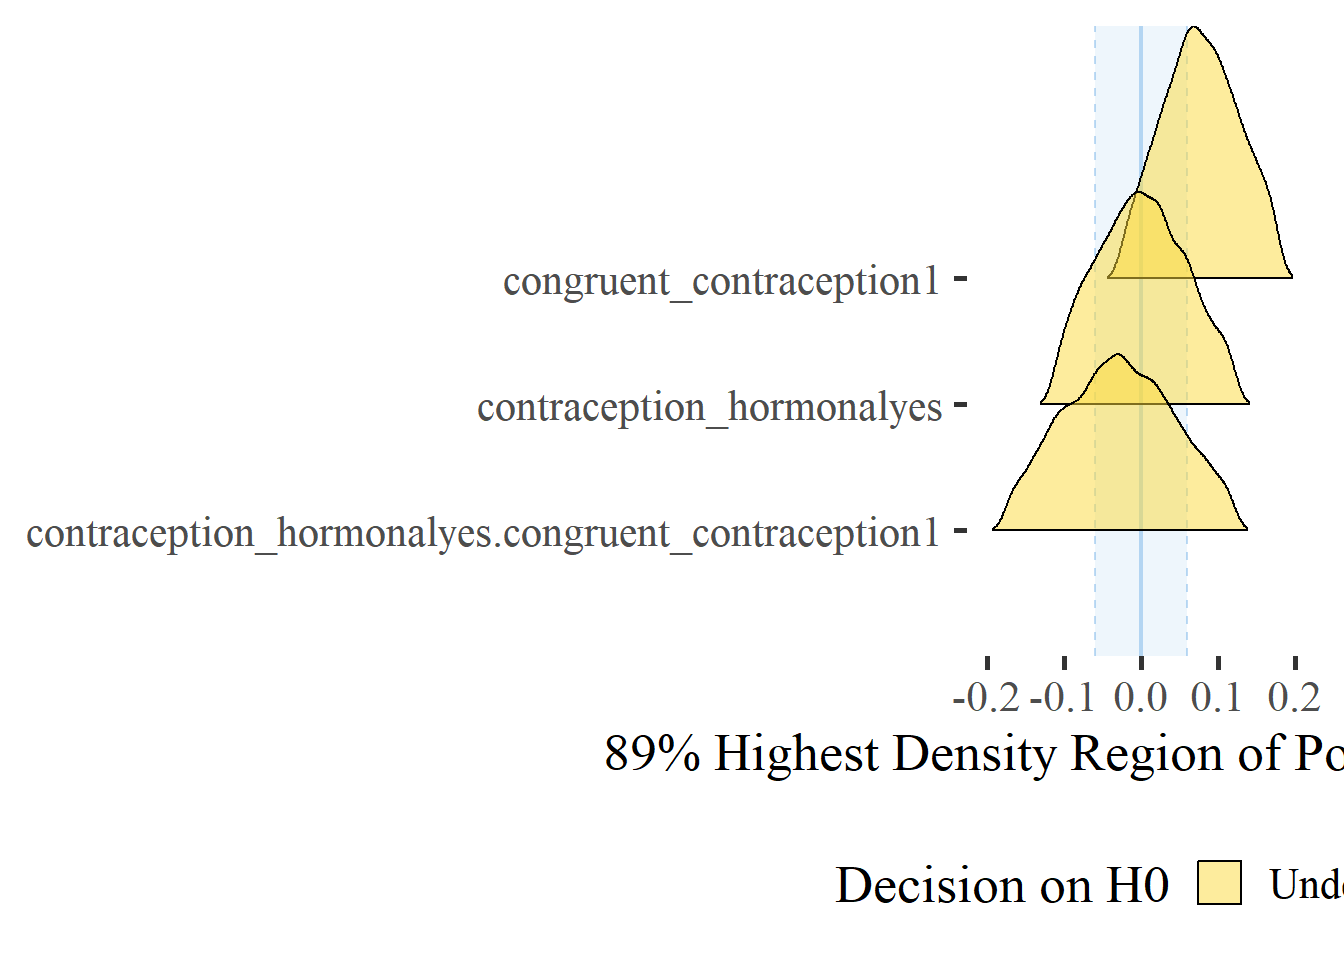 congruent_contraception1
contraception_hormonalyes
contraception_hormonalyes.congruent_contraception1
-0.2 -0.1 0.0 0.1 0.2
89% Highest Density Region of Po
Decision on H0 Unde